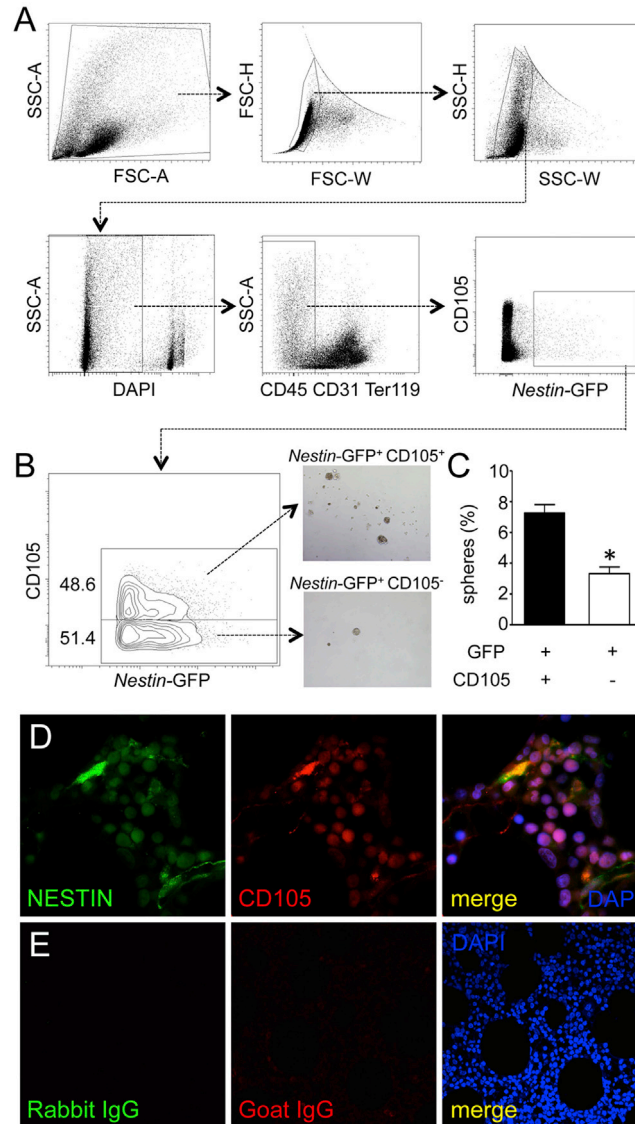 A
SSC-A
FSC-A
FSC-H
FSC-W
SSC-H
SSC-W
SSC-A
DAPI
SSC-A
CD45 CD31 Ter119
CD105
Nestin-GFP
B
CD105
48.6
51.4
Nestin-GFP
Nestin-GFP⁺ CD105⁺
Nestin-GFP⁺ CD105⁻
C
spheres (%)
10
8
6
4
2
0
*
GFP + +
CD105 + -
D
NESTIN
CD105
merge
DAP
E
Rabbit IgG
Goat IgG
DAPI
merge